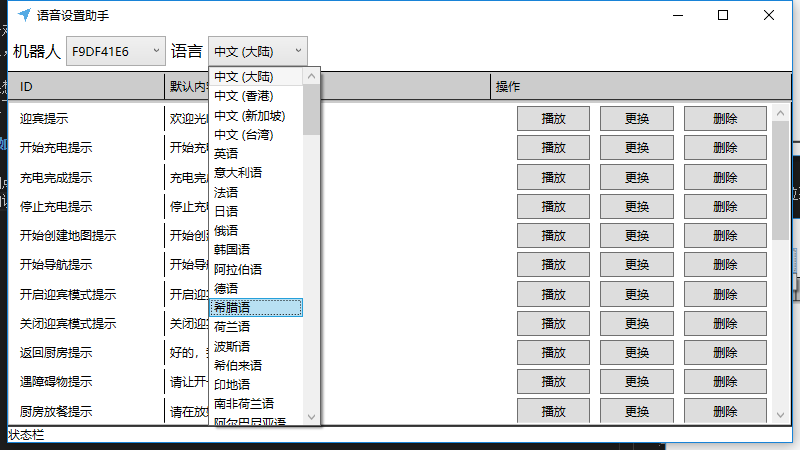 语音设置助手
机器人 F9DF41E6 语言 中文 (大陆)
ID 默认内 操作
中文 (大陆)
中文 (香港)
中文 (新加坡)
中文 (台湾)
英语
意大利语
法语
日语
俄语
韩国语
阿拉伯语
德语
希腊语
荷兰语
波斯语
希伯来语
印地语
南非荷兰语
阿尔巴尼亚语
迎宾提示 欢迎光 播放 更换 删除
开始充电提示 开始充 播放 更换 删除
充电完成提示 充电完 播放 更换 删除
停止充电提示 停止充 播放 更换 删除
开始创建地图提示 开始创 播放 更换 删除
开始导航提示 开始导 播放 更换 删除
开启迎宾模式提示 开启迎 播放 更换 删除
关闭迎宾模式提示 关闭迎 播放 更换 删除
返回厨房提示 好的, 播放 更换 删除
遇障碍物提示 请让开 播放 更换 删除
厨房放餐提示 请在放 播放 更换 删除
状态栏